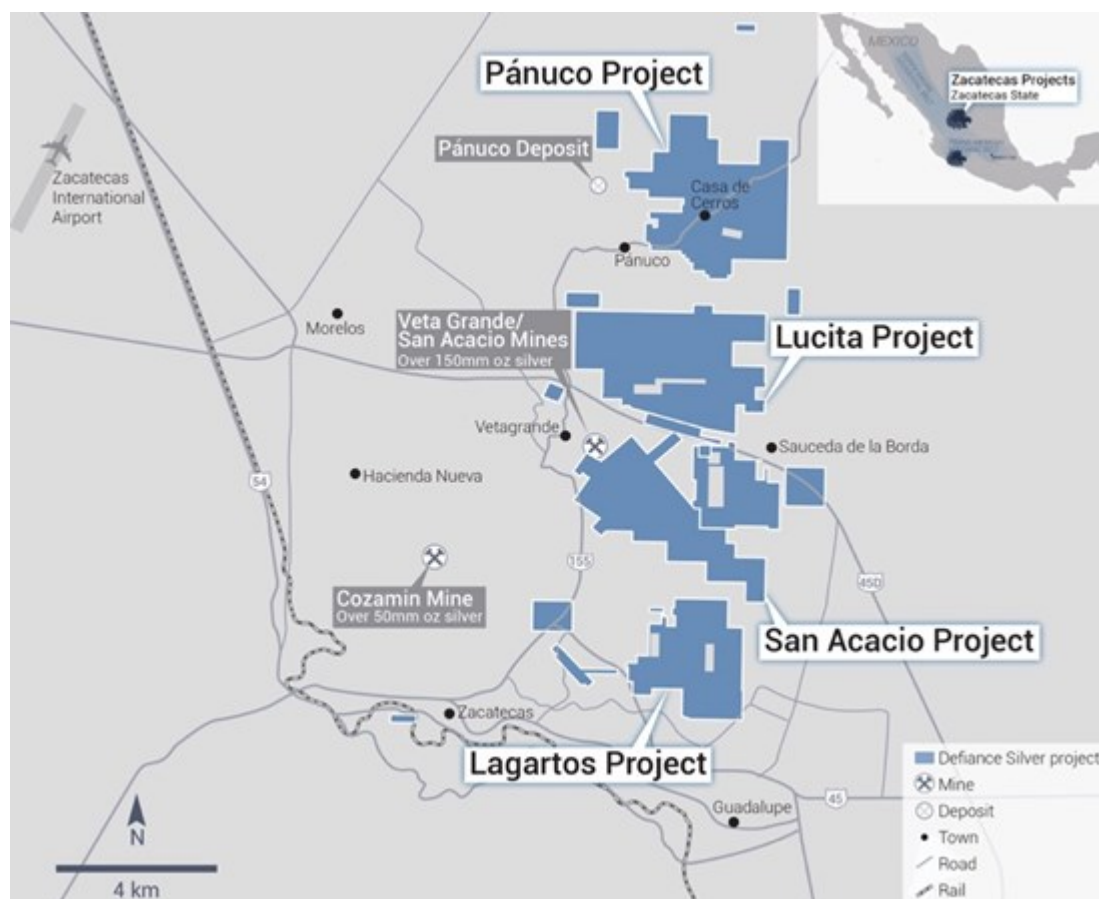 MEXICO
Zacatecas Projects
Zacatecas State
Pánuco Project
Pánuco Deposit
Zacatecas
International
Airport
Casa de
Cerros
Pánuco
Morelos
Veta Grande/
San Acacio Mines
Over 150mm oz silver
Lucita Project
Vetagrande
Sauceda de la Borda
Hacienda Nueva
54
155
45D
Cozamin Mine
Over 50mm oz silver
San Acacio Project
Zacatecas
Lagartos Project
Guadalupe
45
N
4 km
Defiance Silver project
Mine
Deposit
Town
Road
Rail